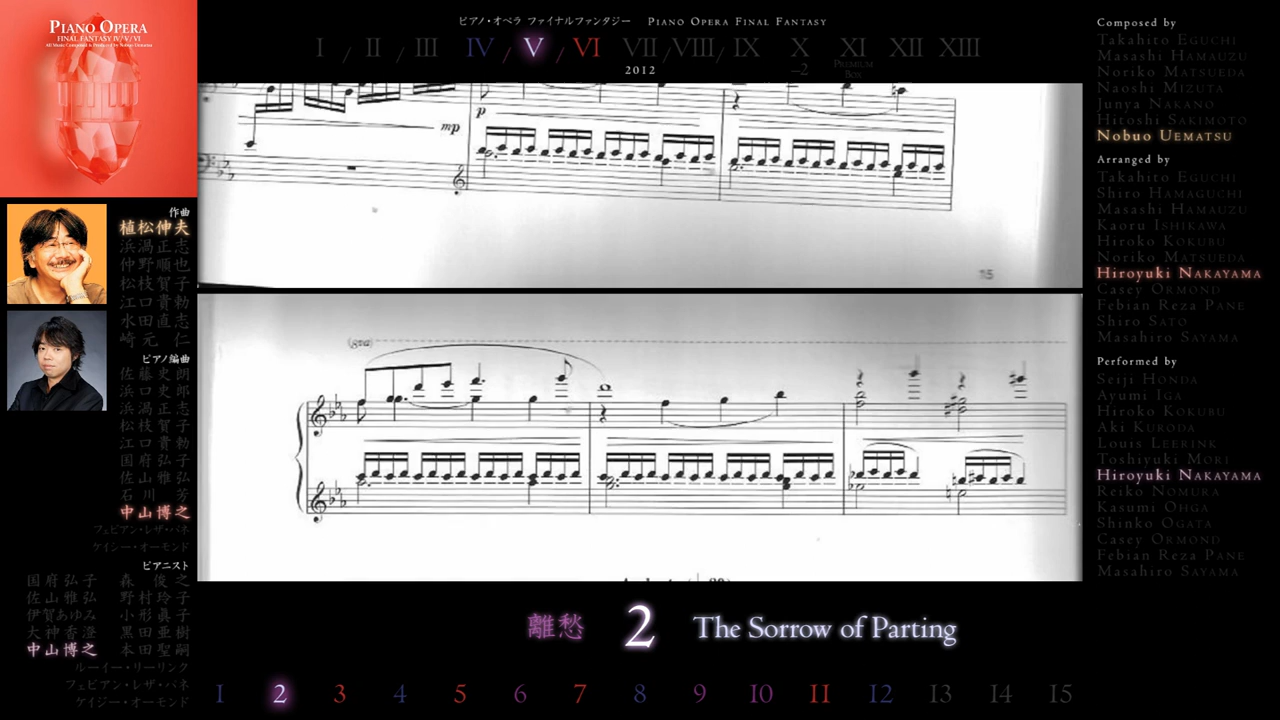 PIANO OPERA
FINAL FANTASY IV/V/VI
All Music Composed & Produced by Nobuo Uematsu
ピアノ・オペラ ファイナルファンタジー PIANO OPERA FINAL FANTASY
I / II / III IV / V / VI VII / VIII / IX X XI XII XIII
–2 PREMIUM BOX
2012
作曲
植松伸夫
浜渦正志
仲野順也
松枝賀子
江口貴勅
水田直志
崎元 仁
ピアノ編曲
佐藤史朗
浜口史郎
浜渦正志
松枝賀子
江口貴勅
国府弘子
佐山雅弘
石川 芳
中山博之
フェビアン・レザ・パネ
ケイシー・オーモンド
ピアニスト
国府弘子 森 俊之
佐山雅弘 野村玲子
伊賀あゆみ 小形眞子
大神香澄 黒田亜樹
中山博之 本田聖嗣
ルーイー・リーリンク
フェビアン・レザ・パネ
ケイジー・オーモンド
mp
p
15
(8va)
離愁 2 The Sorrow of Parting
1 2 3 4 5 6 7 8 9 10 11 12 13 14 15
Composed by
Takahito EGUCHI
Masashi HAMAUZU
Noriko MATSUEDA
Naoshi MIZUTA
Junya NAKANO
Hitoshi SAKIMOTO
Nobuo UEMATSU
Arranged by
Takahito EGUCHI
Shiro HAMAGUCHI
Masashi HAMAUZU
Kaoru ISHIKAWA
Hiroko KOKUBU
Noriko MATSUEDA
Hiroyuki NAKAYAMA
Casey ORMOND
Febian Reza PANE
Shiro SATO
Masahiro SAYAMA
Performed by
Seiji HONDA
Ayumi IGA
Hiroko KOKUBU
Aki KURODA
Louis LEERINK
Toshiyuki MORI
Hiroyuki NAKAYAMA
Reiko NOMURA
Kasumi OHGA
Shinko OGATA
Casey ORMOND
Febian Reza PANE
Masahiro SAYAMA